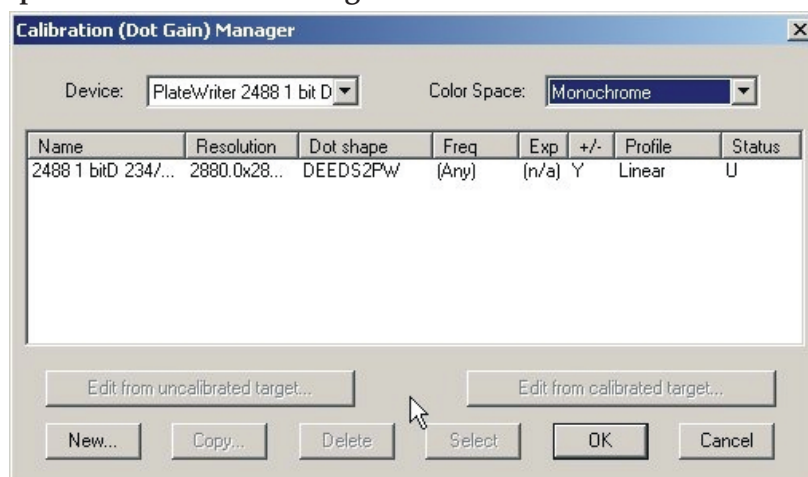 Calibration (Dot Gain) Manager
Device: PlateWriter 2488 1 bit D Color Space: Monochrome
Name Resolution Dot shape Freq Exp +/- Profile Status
2488 1 bitD 234/... 2880.0x28... DEEDS2PW (Any) (n/a) Y Linear U
Edit from uncalibrated target... Edit from calibrated target...
New... Copy... Delete Select OK Cancel